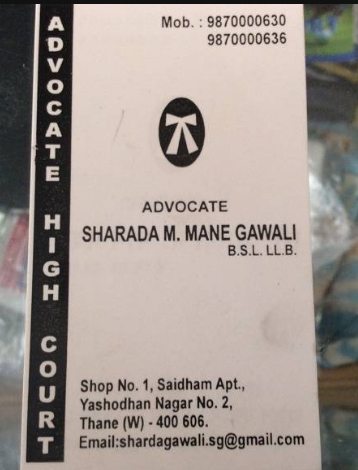 ADVOCATE HIGH COURT
Mob. : 9870000630
9870000636
ADVOCATE
SHARADA M. MANE GAWALI
B.S.L. LL.B.
Shop No. 1, Saidham Apt.,
Yashodhan Nagar No. 2,
Thane (W) - 400 606.
Email:shardagawali.sg@gmail.com